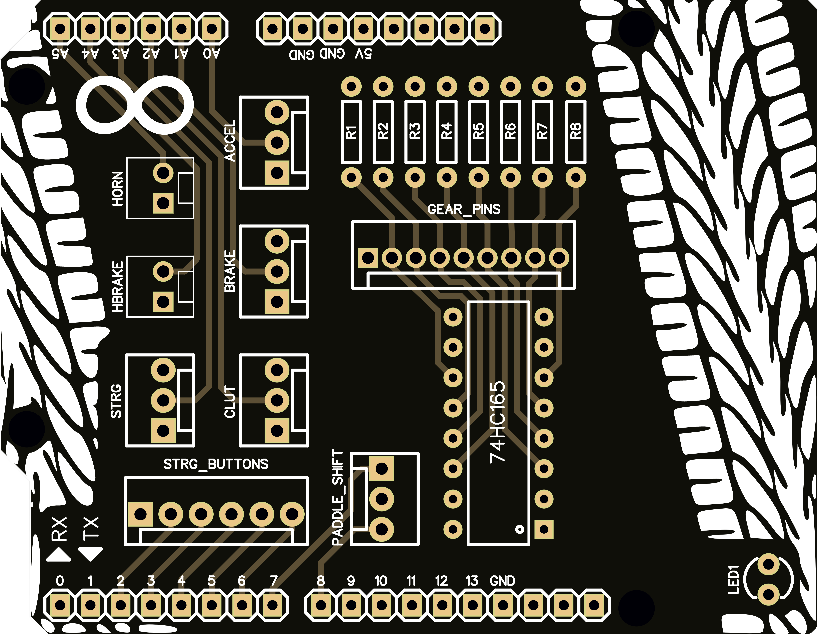 A5 A4 A3 A2 A1 A0
GND GND 5V
ACCEL
R1 R2 R3 R4 R5 R6 R7 R8
HORN
GEAR_PINS
HBRAKE
BRAKE
STRG
CLUT
74HC165
STRG_BUTTONS
PADDLE_SHIFT
RX
TX
LED1
0 1 2 3 4 5 6 7 8 9 10 11 12 13 GND